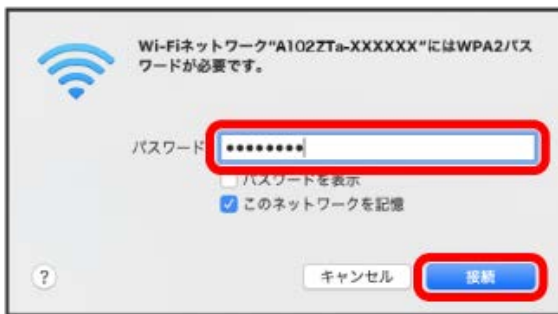 Wi-Fiネットワーク“A102ZTa-XXXXXX”にはWPA2パス
ワードが必要です。
パスワード ••••••••
パスワードを表示
このネットワークを記憶
? キャンセル 接続